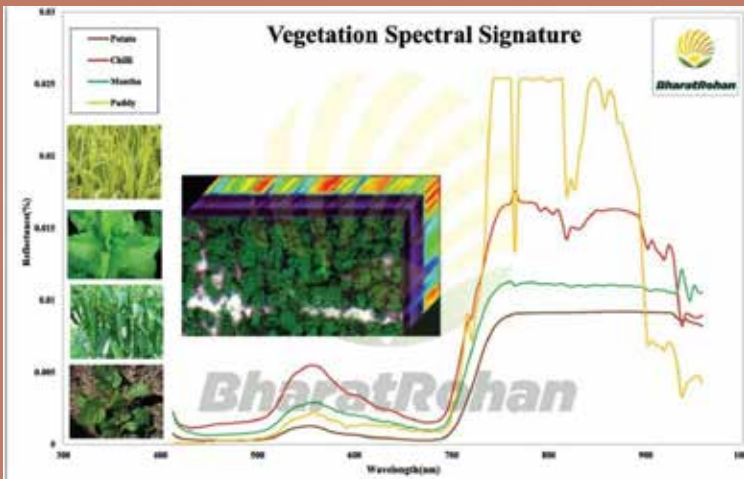 Vegetation Spectral Signature
BharatRohan
Potato
Chilli
Mentha
Paddy
0.03
0.025
0.02
0.015
0.01
0.005
0
Reflectance(%)
BharatRohan
300 400 500 600 700 800 900 100
Wavelength(nm)